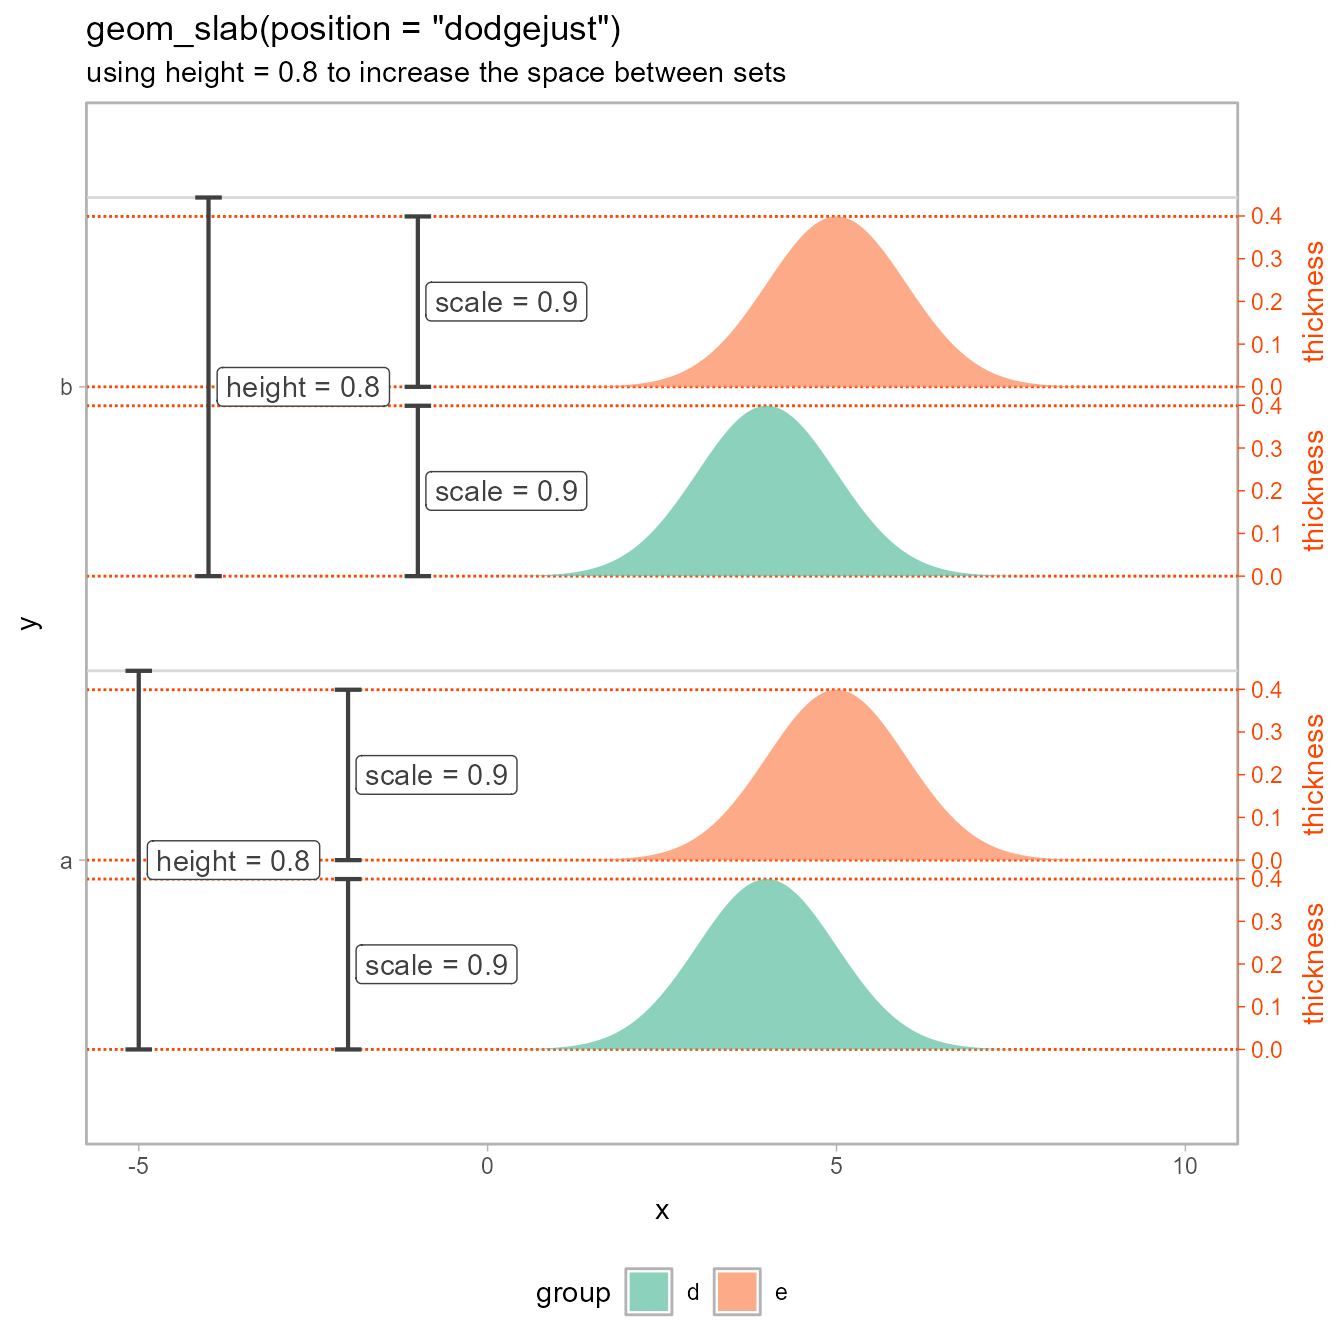 geom_slab(position = "dodgejust")
using height = 0.8 to increase the space between sets
0.4
0.3
0.2
0.1
0.0
thickness
scale = 0.9
b
height = 0.8
0.4
0.3
0.2
0.1
0.0
thickness
scale = 0.9
y
0.4
0.3
0.2
0.1
0.0
thickness
scale = 0.9
a
height = 0.8
0.4
0.3
0.2
0.1
0.0
thickness
scale = 0.9
-5 0 5 10
x
group d e